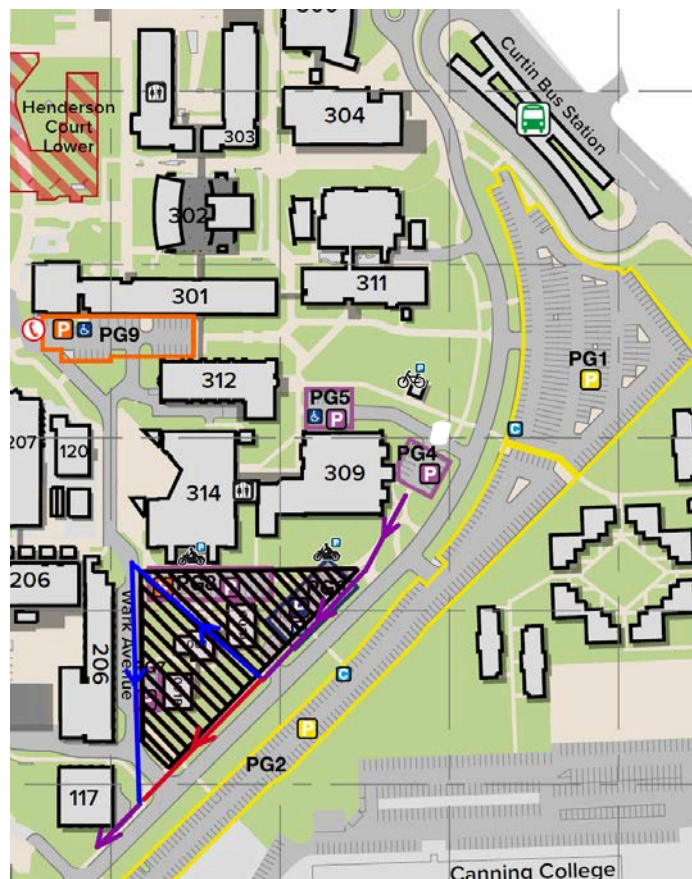 Curtin Bus Station
Henderson
Court
Lower
303
304
302
301
311
P
PG9
PG1
P
312
PG5
P
C
207
120
314
309
PG4
P
P
P
206
PG8
Wark Avenue
206
C
P
PG2
117
Canning College